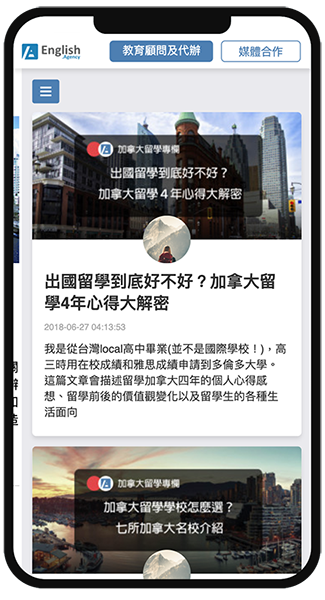 English
.Agency
教育顧問及代辦
媒體合作
加拿大留學專欄
出國留學到底好不好？
加拿大留學４年心得大解密
出國留學到底好不好？加拿大留
學4年心得大解密
2018-06-27 04:13:53
我是從台灣local高中畢業(並不是國際學校！)，高
三時用在校成績和雅思成績申請到多倫多大學。
這篇文章會描述留學加拿大四年的個人心得感
想、留學前後的價值觀變化以及留學生的各種生
活面向
加拿大留學專欄
加拿大留學學校怎麼選？
七所加拿大名校介紹